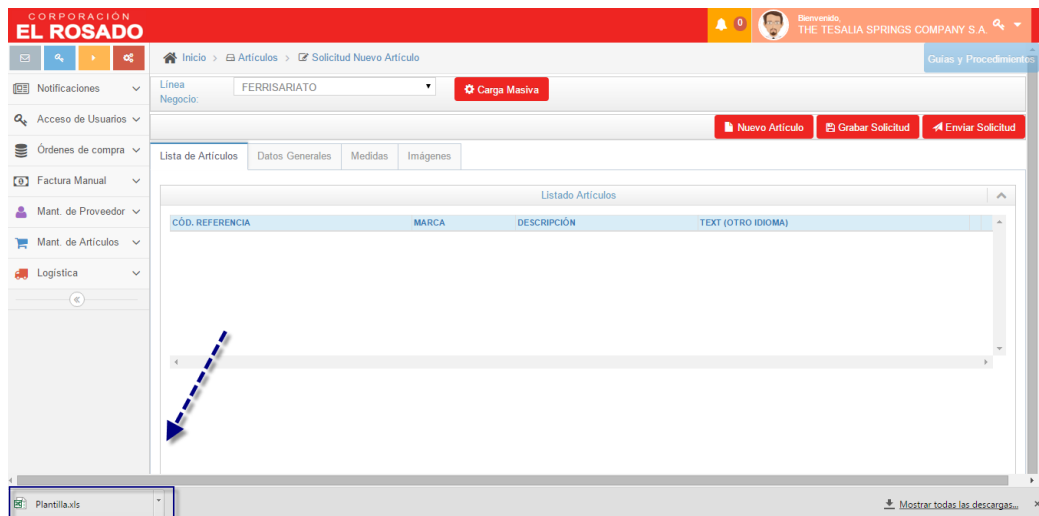 CORPORACIÓN
EL ROSADO
0
Bienvenido,
THE TESALIA SPRINGS COMPANY S.A.
Inicio > Artículos > Solicitud Nuevo Artículo
Guías y Procedimientos
Notificaciones
Acceso de Usuarios
Órdenes de compra
Factura Manual
Mant. de Proveedor
Mant. de Artículos
Logística
Línea
Negocio:
FERRISARIATO
Carga Masiva
Nuevo Artículo
Grabar Solicitud
Enviar Solicitud
Lista de Artículos
Datos Generales
Medidas
Imágenes
Listado Artículos
CÓD. REFERENCIA
MARCA
DESCRIPCIÓN
TEXT (OTRO IDIOMA)
Plantilla.xls
Mostrar todas las descargas...